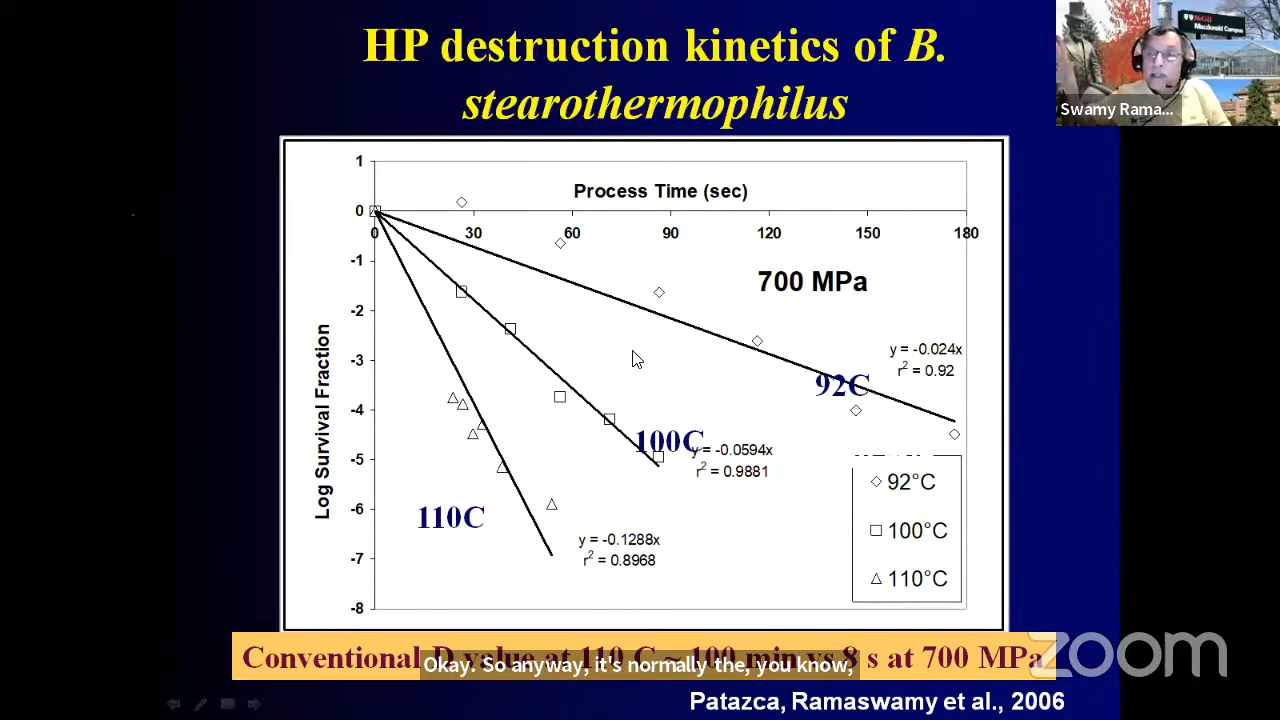 HP destruction kinetics of B.
stearothermophilus
McGill
Macdonald Campus
Swamy Rama...
1
Process Time (sec)
0
0 30 60 90 120 150 180
-1
700 MPa
-2
-3
y = -0.024x
r² = 0.92
92C
-4
100C
y = -0.0594x
r² = 0.9881
-5
92°C
110C
-6
100°C
y = -0.1288x
r² = 0.8968
-7
110°C
-8
Log Survival Fraction
Conventional D value at 110 C ~ 100 min vs 8 s at 700 MPa
Okay. So anyway, it's normally the, you know,
zoom
Patazca, Ramaswamy et al., 2006